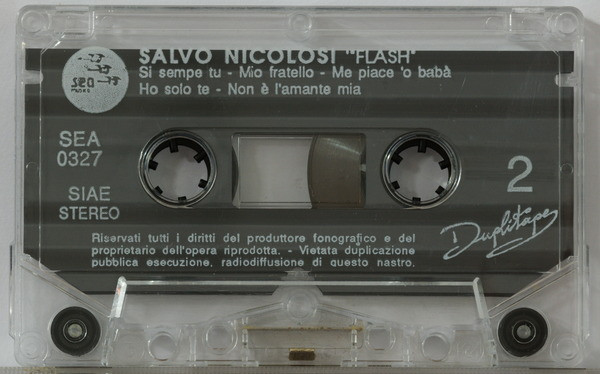 SALVO NICOLOSI "FLASH"
Si sempe tu - Mio fratello - Me piace 'o babà
Ho solo te - Non è l'amante mia
sea
MUSICA
SEA
0327
SIAE
STEREO
2
Duplitape
Riservati tutti i diritti del produttore fonografico e del
proprietario dell'opera riprodotta. - Vietata duplicazione
pubblica esecuzione, radiodiffusione di questo nastro.